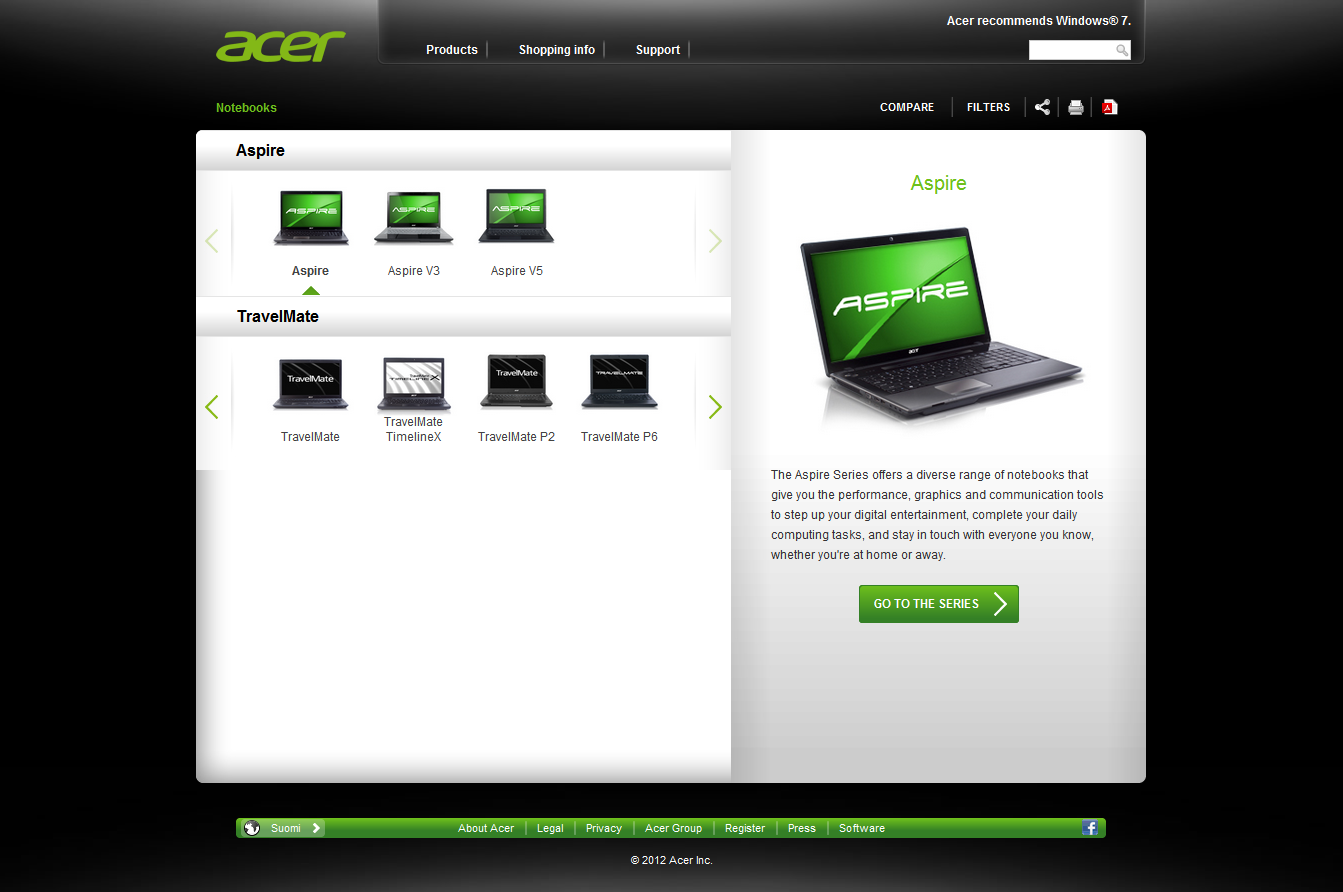 acer
Acer recommends Windows® 7.
Products
Shopping info
Support
Notebooks
COMPARE
FILTERS
Aspire
ASPIRE
ASPIRE
ASPIRE
Aspire
Aspire V3
Aspire V5
TravelMate
TravelMate
TravelMate
TIMELINEX
TravelMate
TRAVELMATE
TravelMate
TravelMate
TimelineX
TravelMate P2
TravelMate P6
Aspire
ASPIRE
acer
The Aspire Series offers a diverse range of notebooks that
give you the performance, graphics and communication tools
to step up your digital entertainment, complete your daily
computing tasks, and stay in touch with everyone you know,
whether you're at home or away.
GO TO THE SERIES
Suomi
About Acer
Legal
Privacy
Acer Group
Register
Press
Software
f
© 2012 Acer Inc.